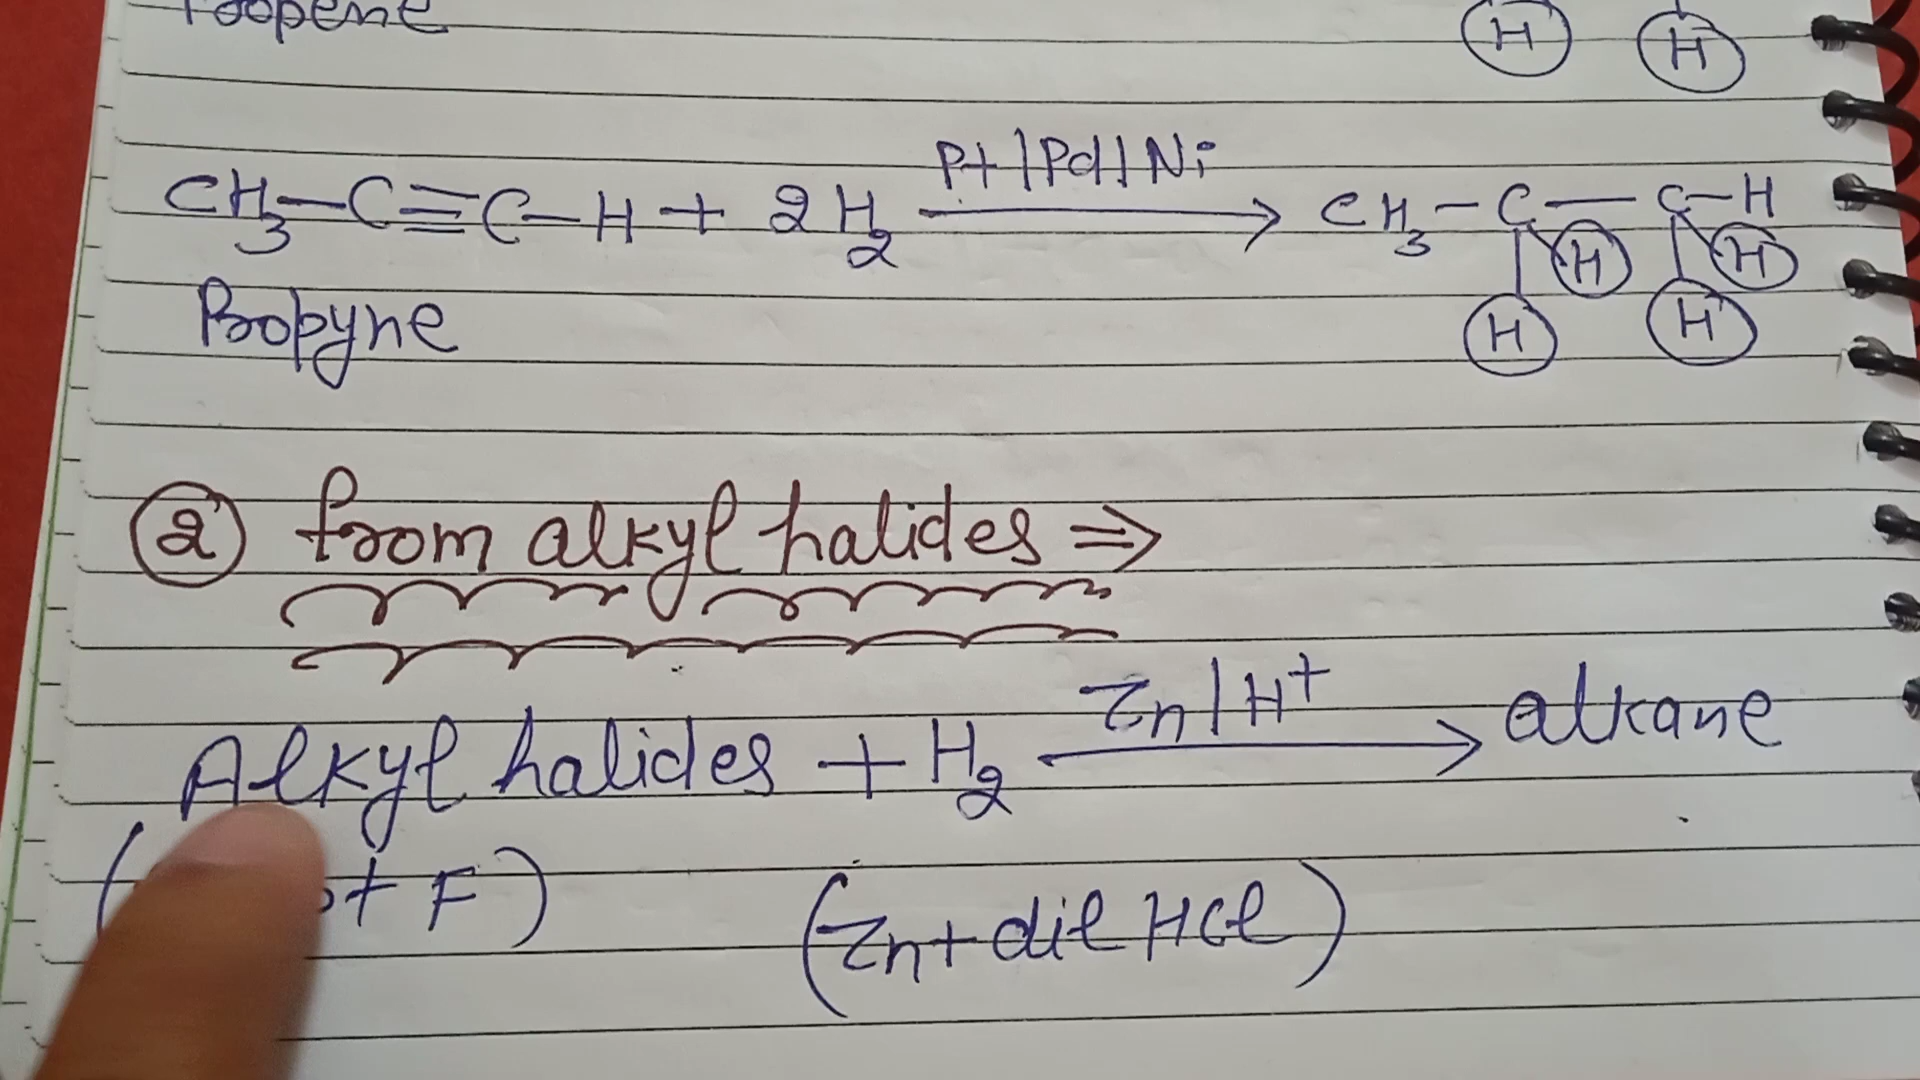 Propene
H H
CH3-C≡C-H + 2H2 Pt|Pd|Ni → CH3-C-C-H
H H
H H
Propyne
② from alkyl halides ⇒
Alkyl halides + H2 Zn|H+ → alkane
( F) (Zn+dil HCl)